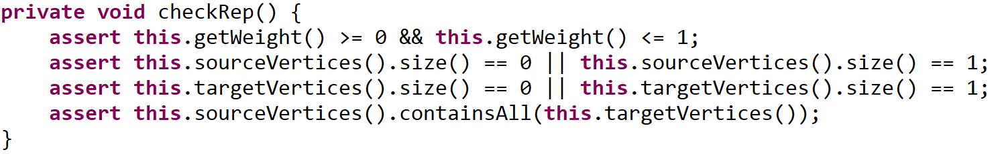 private void checkRep() {
    assert this.getWeight() >= 0 && this.getWeight() <= 1;
    assert this.sourceVertices().size() == 0 || this.sourceVertices().size() == 1;
    assert this.targetVertices().size() == 0 || this.targetVertices().size() == 1;
    assert this.sourceVertices().containsAll(this.targetVertices());
}